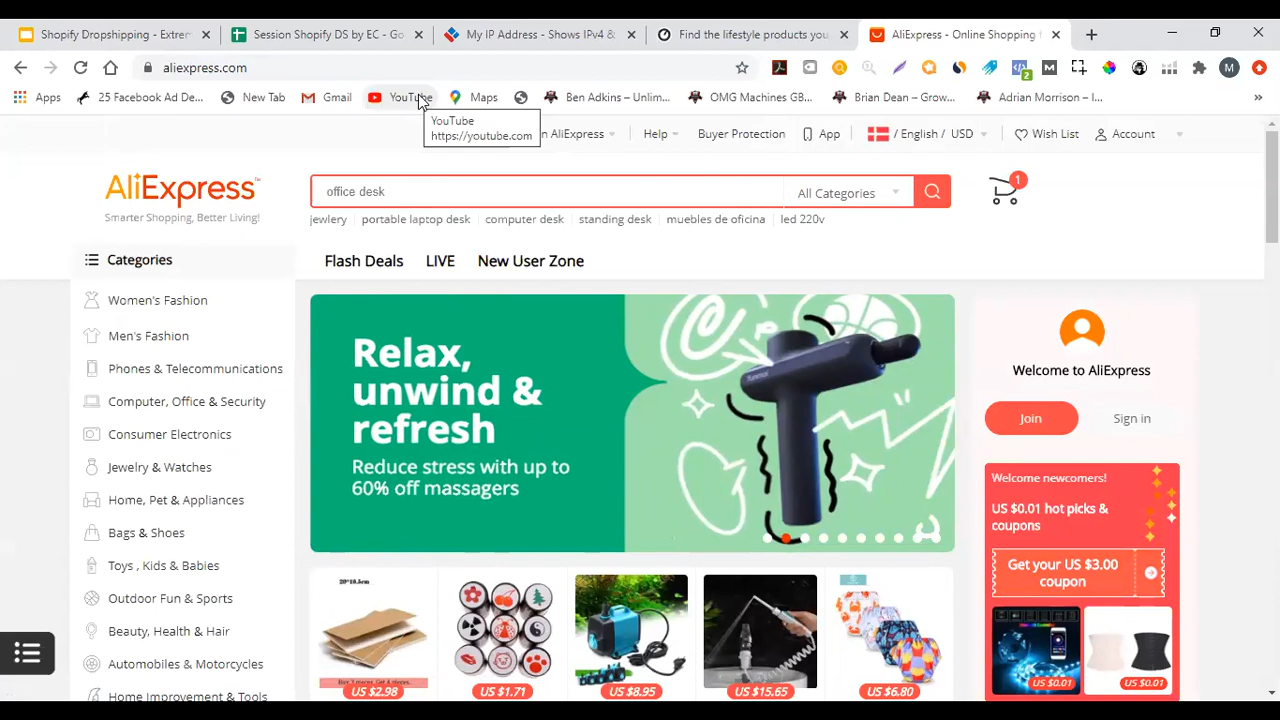 Shopify Dropshipping - Exter
Session Shopify DS by EC - Go
My IP Address - Shows IPv4 &
Find the lifestyle products you
AliExpress - Online Shopping f
aliexpress.com
2
M
Apps
25 Facebook Ad De...
New Tab
Gmail
YouTube
Maps
Ben Adkins – Unlim...
OMG Machines GB...
Brian Dean – Grow...
Adrian Morrison – I...
»
YouTube
https://youtube.com
n AliExpress
Help
Buyer Protection
App
/ English / USD
Wish List
Account
AliExpress
Smarter Shopping, Better Living!
office desk
All Categories
1
jewlery
portable laptop desk
computer desk
standing desk
muebles de oficina
led 220v
Categories
Flash Deals
LIVE
New User Zone
Women's Fashion
Men's Fashion
Phones & Telecommunications
Computer, Office & Security
Consumer Electronics
Jewelry & Watches
Home, Pet & Appliances
Bags & Shoes
Toys , Kids & Babies
Outdoor Fun & Sports
Beauty, Health & Hair
Automobiles & Motorcycles
Home Improvement & Tools
Relax,
unwind &
refresh
Reduce stress with up to
60% off massagers
Welcome to AliExpress
Join
Sign in
Welcome newcomers!
US $0.01 hot picks &
coupons
Get your US $3.00
coupon
US $0.01
US $0.01
US $2.98
US $1.71
US $8.95
US $15.65
US $6.80